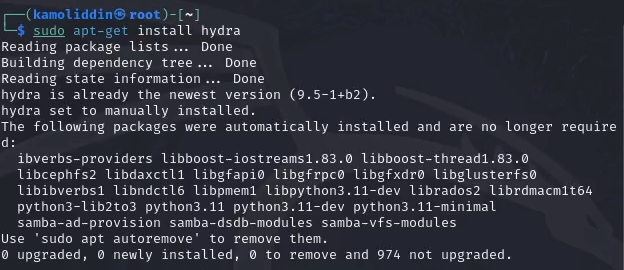 ┌──(kamoliddin㉿root)-[~]
└─$ sudo apt-get install hydra
Reading package lists... Done
Building dependency tree... Done
Reading state information... Done
hydra is already the newest version (9.5-1+b2).
hydra set to manually installed.
The following packages were automatically installed and are no longer require
d:
  ibverbs-providers libboost-iostreams1.83.0 libboost-thread1.83.0
  libcephfs2 libdaxctl1 libgfapi0 libgfrpc0 libgfxdr0 libglusterfs0
  libibverbs1 libndctl6 libpmem1 libpython3.11-dev librados2 librdmacm1t64
  python3-lib2to3 python3.11 python3.11-dev python3.11-minimal
  samba-ad-provision samba-dsdb-modules samba-vfs-modules
Use 'sudo apt autoremove' to remove them.
0 upgraded, 0 newly installed, 0 to remove and 974 not upgraded.